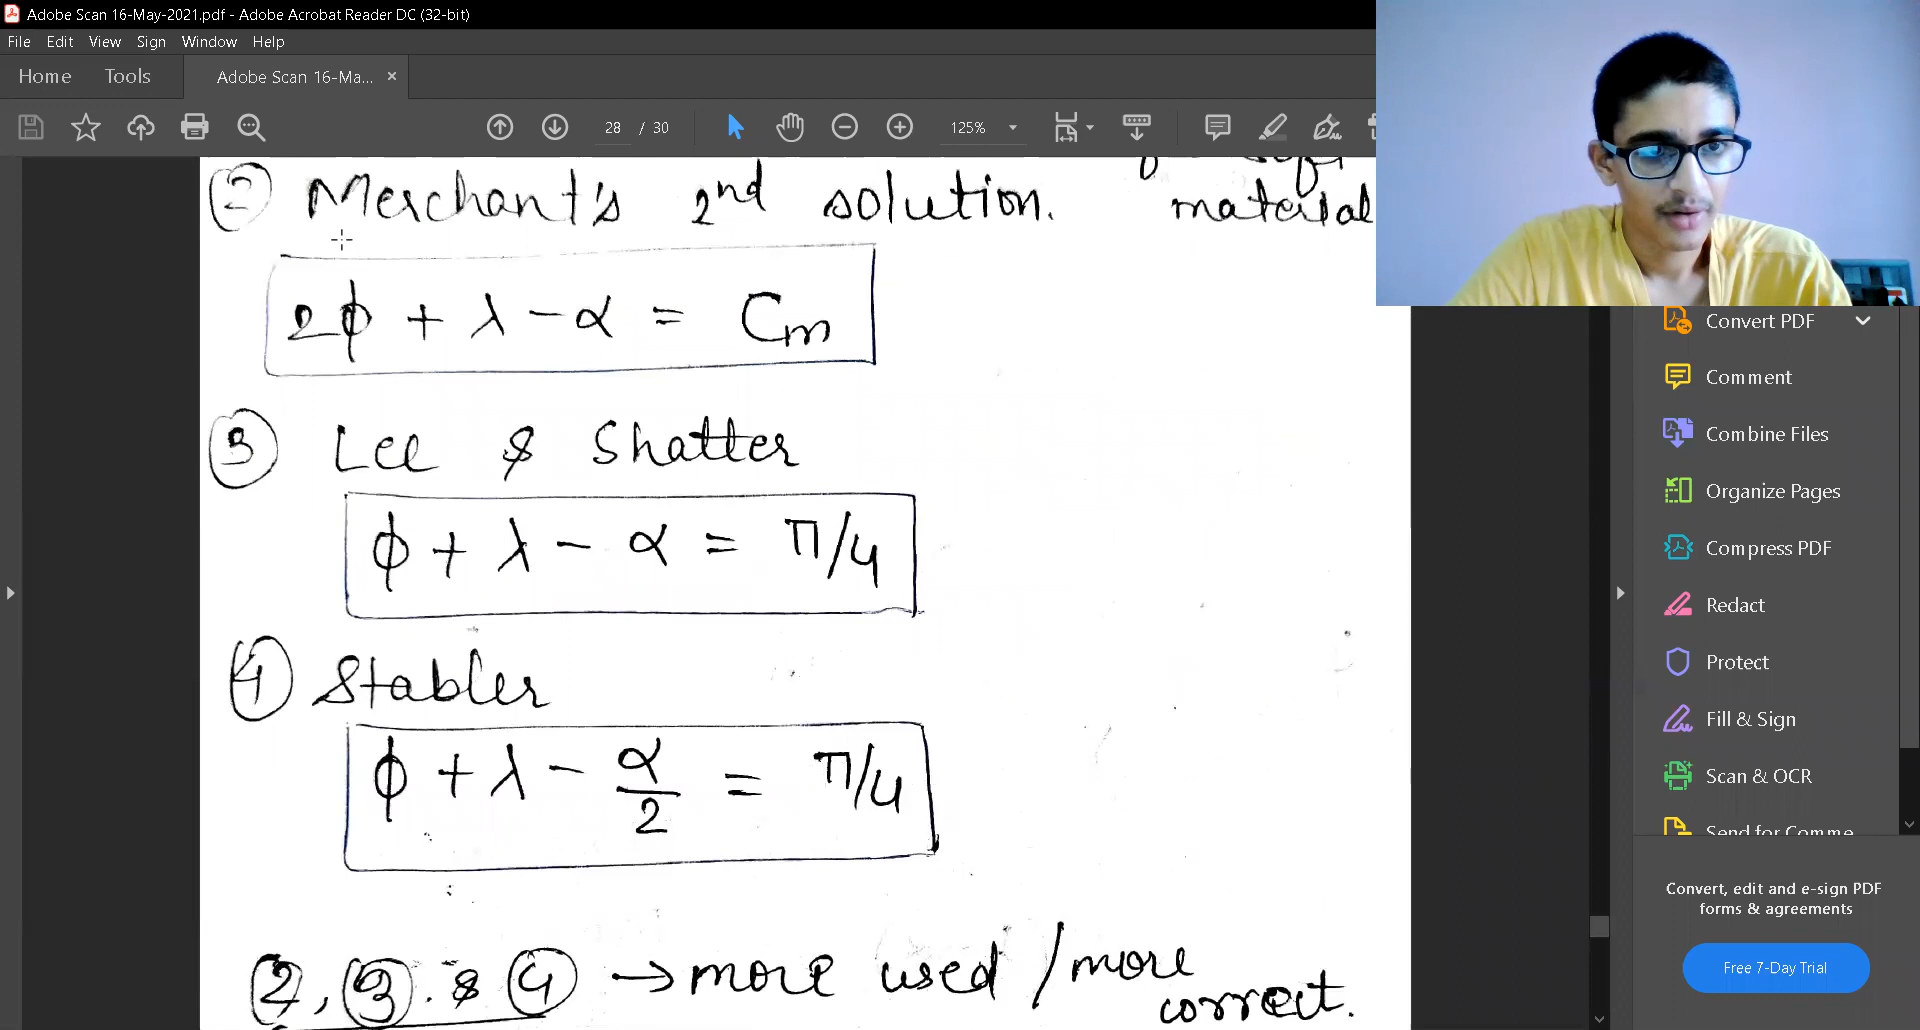 Adobe Scan 16-May-2021.pdf - Adobe Acrobat Reader DC (32-bit)
File Edit View Sign Window Help
Home Tools Adobe Scan 16-Ma... ×
28 / 30 125%
② Merchant's 2nd solution. material
2ϕ + λ - α = Cm
③ Lee & Shatter
ϕ + λ - α = π/4
④ Stabler
ϕ + λ - α/2 = π/4
②, ③. & ④ → more used / more
correct.
Convert PDF
Comment
Combine Files
Organize Pages
Compress PDF
Redact
Protect
Fill & Sign
Scan & OCR
Send for Comme
Convert, edit and e-sign PDF
forms & agreements
Free 7-Day Trial